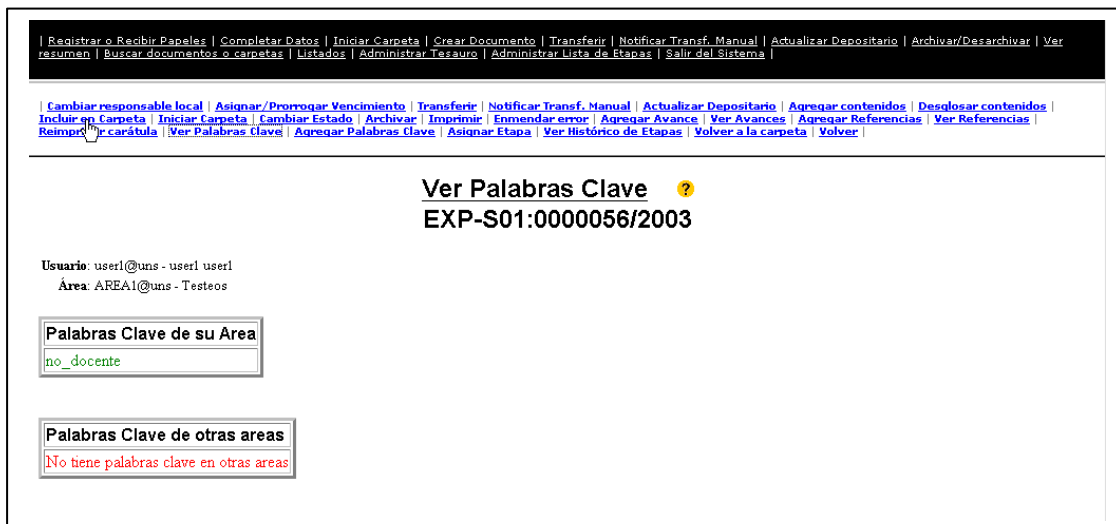 | Registrar o Recibir Papeles | Completar Datos | Iniciar Carpeta | Crear Documento | Transferir | Notificar Transf. Manual | Actualizar Depositario | Archivar/Desarchivar | Ver
resumen | Buscar documentos o carpetas | Listados | Administrar Tesauro | Administrar Lista de Etapas | Salir del Sistema |
| Cambiar responsable local | Asignar/Prorrogar Vencimiento | Transferir | Notificar Transf. Manual | Actualizar Depositario | Agregar contenidos | Desglosar contenidos |
Incluir en Carpeta | Iniciar Carpeta | Cambiar Estado | Archivar | Imprimir | Enmendar error | Agregar Avance | Ver Avances | Agregar Referencias | Ver Referencias |
Reimprimir carátula | Ver Palabras Clave | Agregar Palabras Clave | Asignar Etapa | Ver Histórico de Etapas | Volver a la carpeta | Volver |
Ver Palabras Clave ?
EXP-S01:0000056/2003
Usuario: user1@uns - user1 user1
Área: AREA1@uns - Testeos
Palabras Clave de su Area
no_docente
Palabras Clave de otras areas
No tiene palabras clave en otras areas